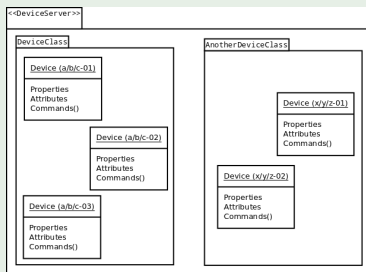 <<DeviceServer>>
DeviceClass
Device (a/b/c-01)
Properties
Attributes
Commands()
Device (a/b/c-02)
Properties
Attributes
Commands()
Device (a/b/c-03)
Properties
Attributes
Commands()
AnotherDeviceClass
Device (x/y/z-01)
Properties
Attributes
Commands()
Device (x/y/z-02)
Properties
Attributes
Commands()